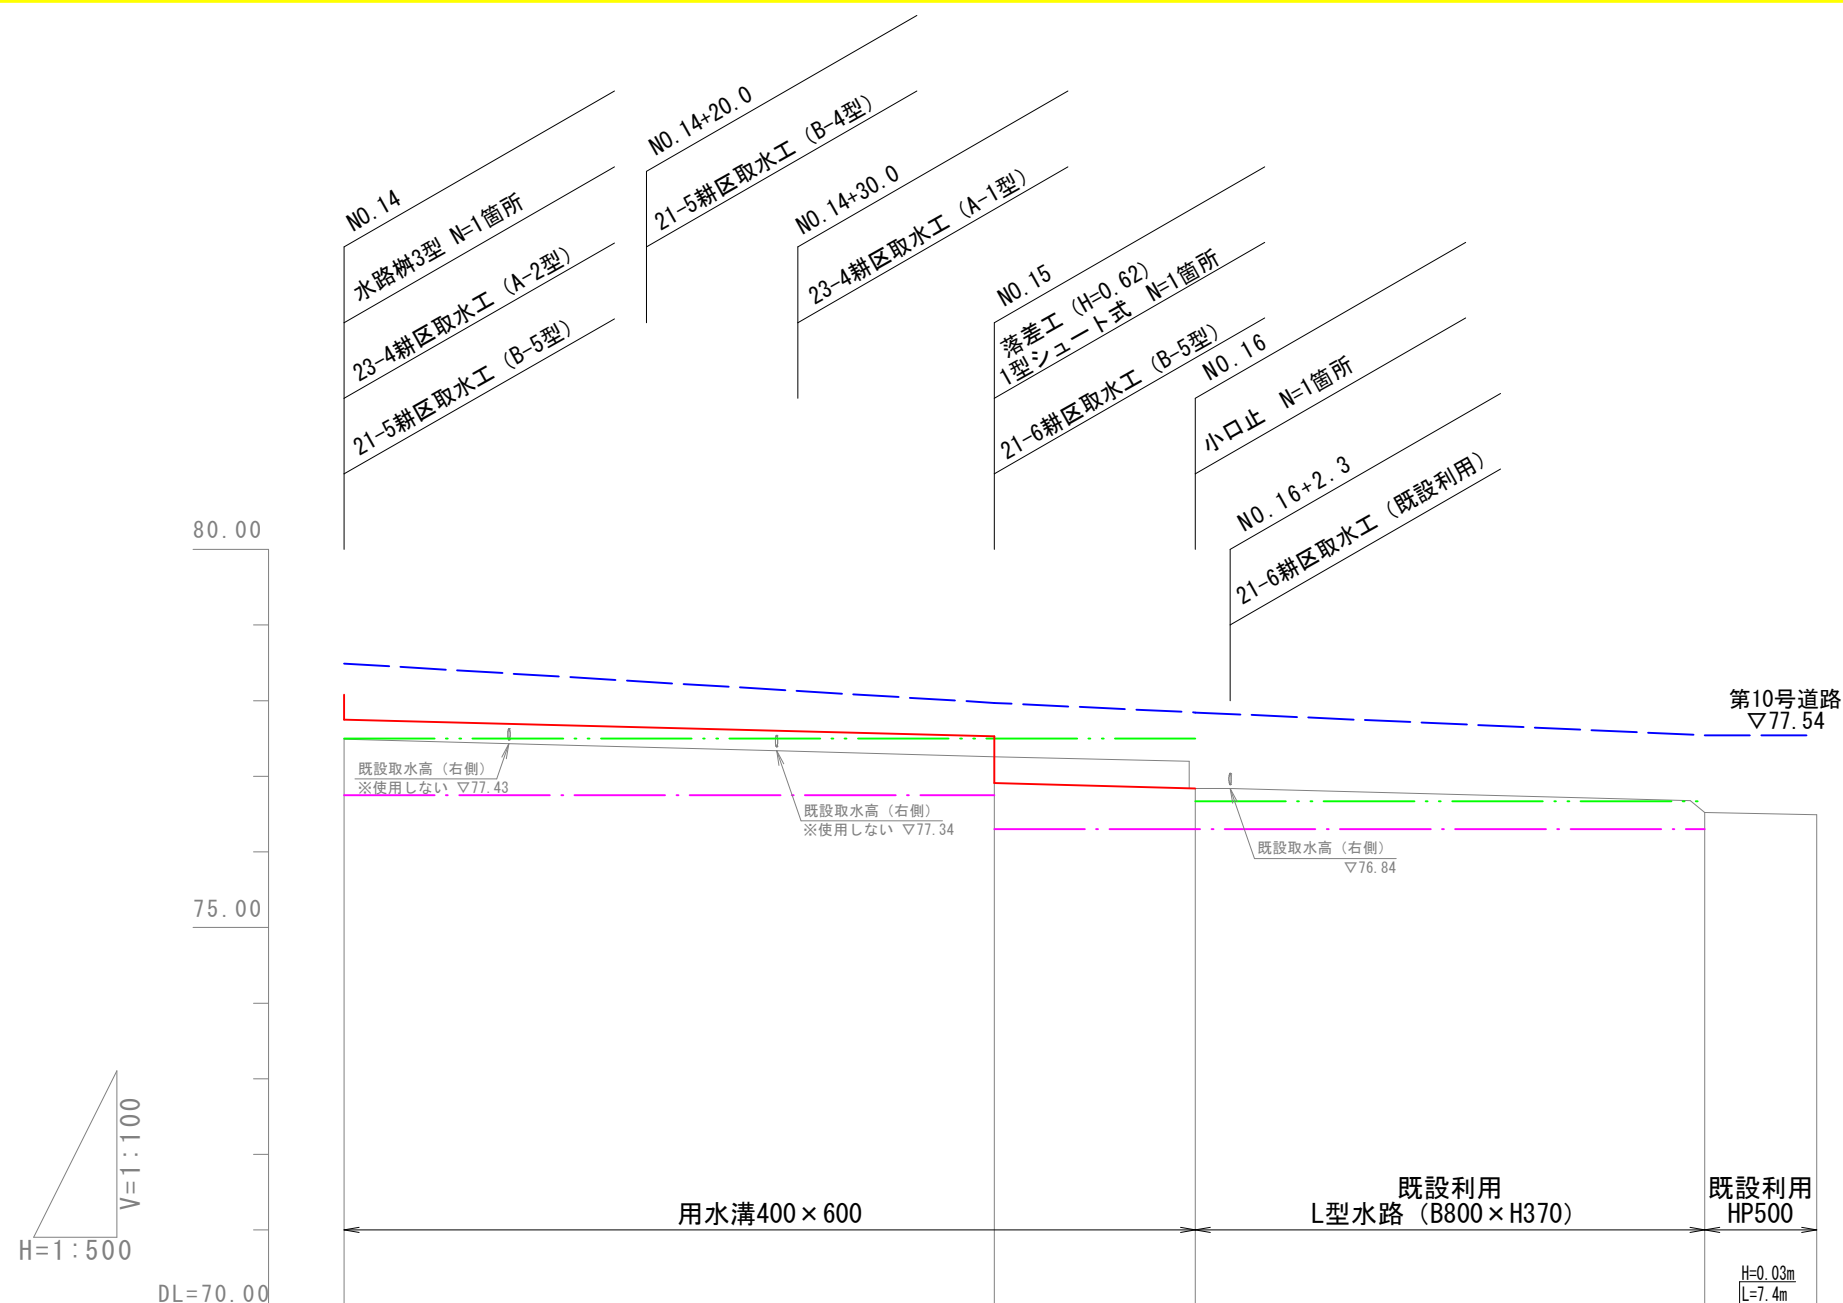 NO.14
水路桝3型 N=1箇所
23-4耕区取水工（A-2型）
21-5耕区取水工（B-5型）
NO.14+20.0
21-5耕区取水工（B-4型）
NO.14+30.0
23-4耕区取水工（A-1型）
NO.15
落差工（H=0.62）
1型シュート式 N=1箇所
21-6耕区取水工（B-5型）
NO.16
小口止 N=1箇所
NO.16+2.3
21-6耕区取水工（既設利用）
80.00
第10号道路
▽77.54
既設取水高（右側）
※使用しない ▽77.43
既設取水高（右側）
※使用しない ▽77.34
既設取水高（右側）
▽76.84
75.00
V=1:100
H=1:500
用水溝400×600
既設利用
L型水路（B800×H370）
既設利用
HP500
H=0.03m
L=7.4m
DL=70.00